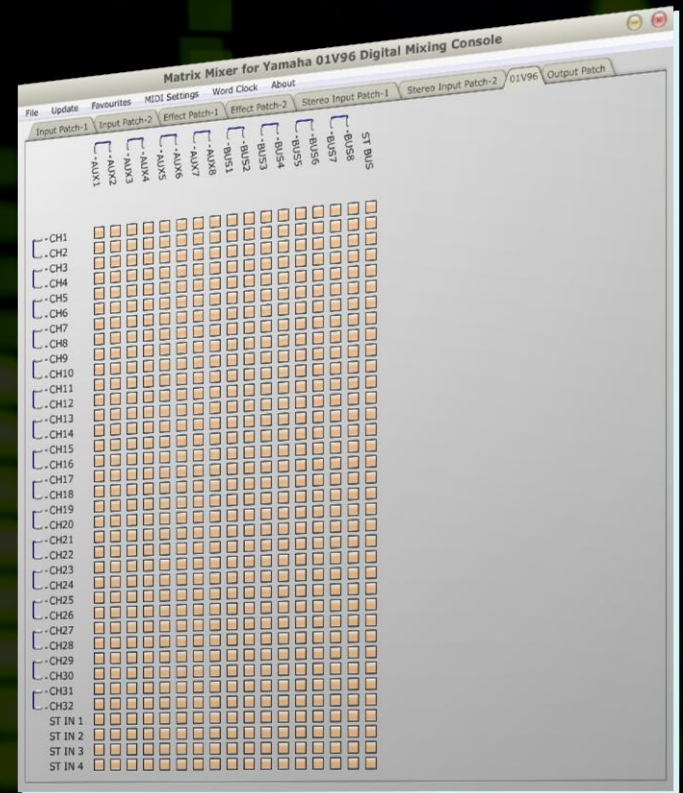 Matrix Mixer for Yamaha 01V96 Digital Mixing Console
File Update Favourites MIDI Settings Word Clock About
Input Patch-1 Input Patch-2 Effect Patch-1 Effect Patch-2 Stereo Input Patch-1 Stereo Input Patch-2 01V96 Output Patch
AUX1 AUX2 AUX3 AUX4 AUX5 AUX6 AUX7 AUX8 BUS1 BUS2 BUS3 BUS4 BUS5 BUS6 BUS7 BUS8 ST BUS
CH1
CH2
CH3
CH4
CH5
CH6
CH7
CH8
CH9
CH10
CH11
CH12
CH13
CH14
CH15
CH16
CH17
CH18
CH19
CH20
CH21
CH22
CH23
CH24
CH25
CH26
CH27
CH28
CH29
CH30
CH31
CH32
ST IN 1
ST IN 2
ST IN 3
ST IN 4